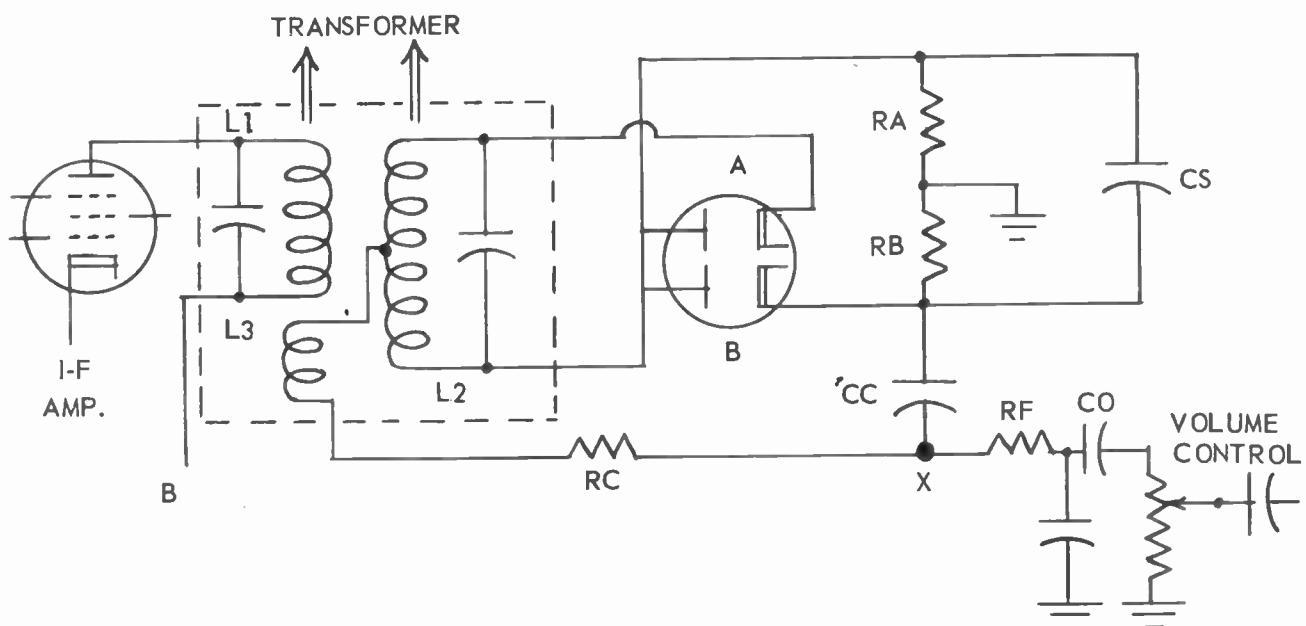 TRANSFORMER
L1
RA
A
CS
RB
L3
B
I-F
AMP.
L2
CC
RF
CO
VOLUME
CONTROL
B
RC
X